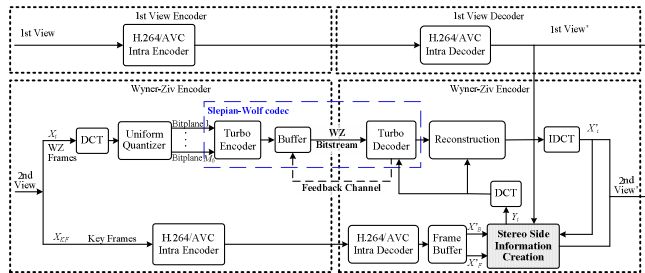 1st View Encoder
1st View Decoder
1st View
H.264/AVC
Intra Encoder
H.264/AVC
Intra Decoder
1st View'
Wyner-Ziv Encoder
Wyner-Ziv Encoder
Slepian-Wolf codec
Xi
WZ
Frames
DCT
Uniform
Quantizer
Bitplane 1
Bitplane Mk
Turbo
Encoder
Buffer
WZ
Bitstream
Turbo
Decoder
Reconstruction
IDCT
X'i
Feedback Channel
2nd
View
2nd
View'
DCT
Yi
Key Frames
H.264/AVC
Intra Encoder
H.264/AVC
Intra Decoder
Frame
Buffer
X'B
X'F
Stereo Side
Information
Creation